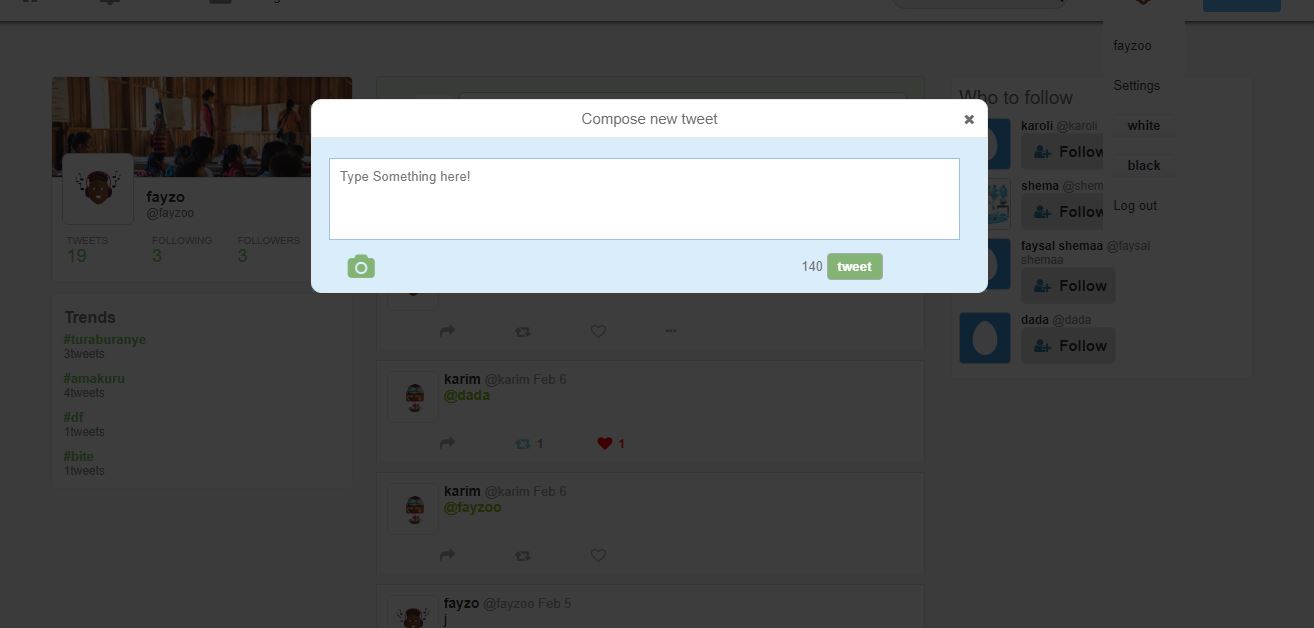 fayzoo
Settings
white
black
Log out
Compose new tweet
Type Something here!
140 tweet
fayzo
@fayzoo
TWEETS FOLLOWING FOLLOWERS
19 3 3
Trends
#turaburanye
3tweets
#amakuru
4tweets
#df
1tweets
#bite
1tweets
karim @karim Feb 6
@dada
1 1
karim @karim Feb 6
@fayzoo
fayzo @fayzoo Feb 5
j
Who to follow
karoli @karoli
Follow
shema @shem
Follow
faysal shemaa @faysal
shemaa
Follow
dada @dada
Follow